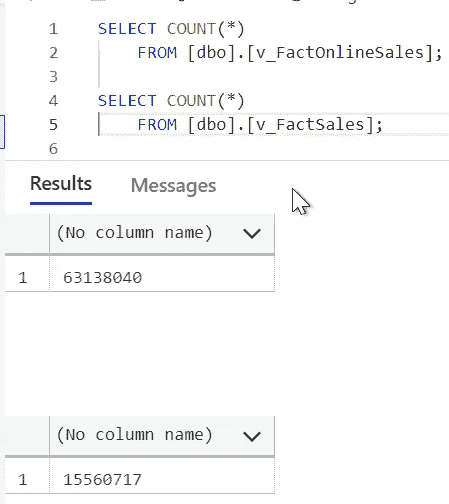 1 SELECT COUNT(*)
2 FROM [dbo].[v_FactOnlineSales];
3
4 SELECT COUNT(*)
5 FROM [dbo].[v_FactSales];
6
Results Messages
(No column name)
1 63138040
(No column name)
1 15560717